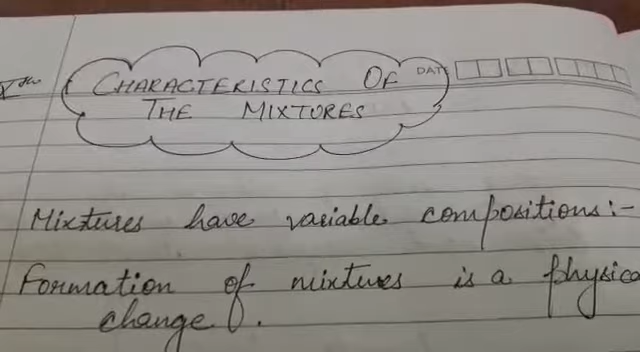 CHARACTERISTICS OF
DATE
THE MIXTURES
Mixtures have variable compositions:-
Formation of mixtures is a physica
change.